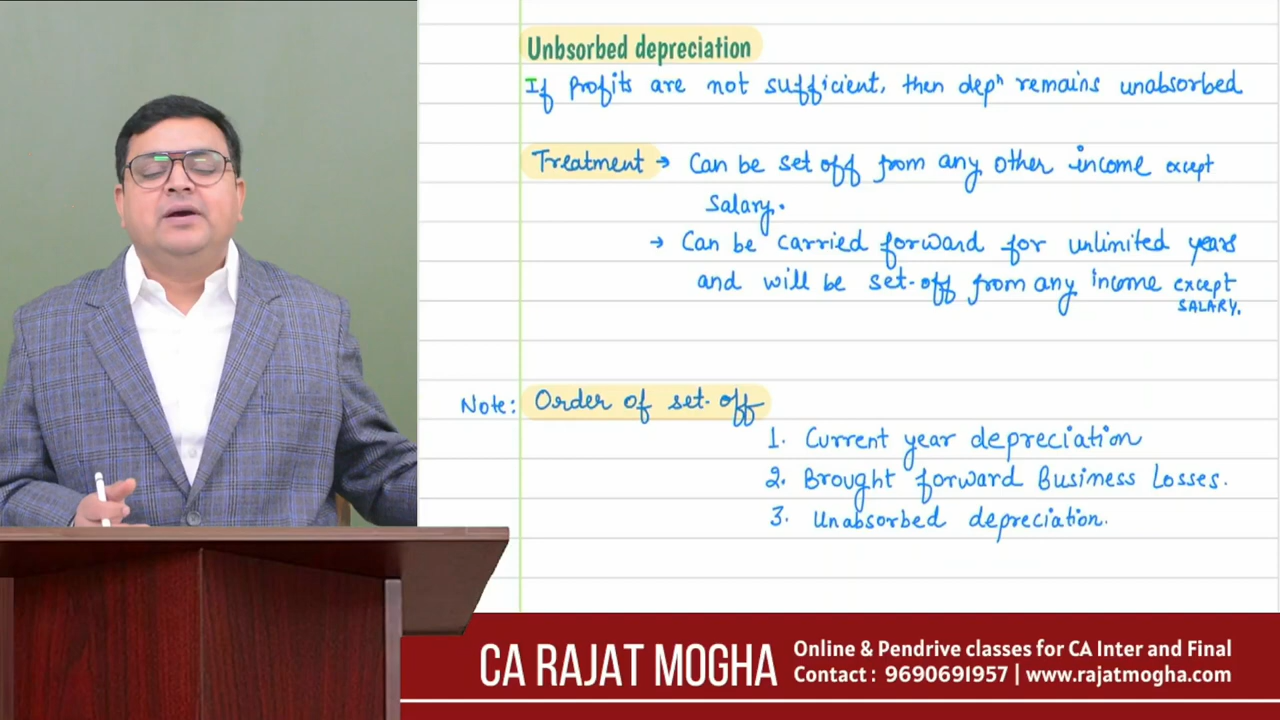 Unbsorbed depreciation
If Profits are not sufficient, then depⁿ remains unabsorbed
Treatment → Can be set off from any other income except
Salary.
→ Can be carried forward for unlimited years
and will be set-off from any income except
SALARY.
Note: Order of set-off
1. Current year depreciation
2. Brought forward Business Losses.
3. Unabsorbed depreciation.
CA RAJAT MOGHA
Online & Pendrive classes for CA Inter and Final
Contact : 9690691957 | www.rajatmogha.com